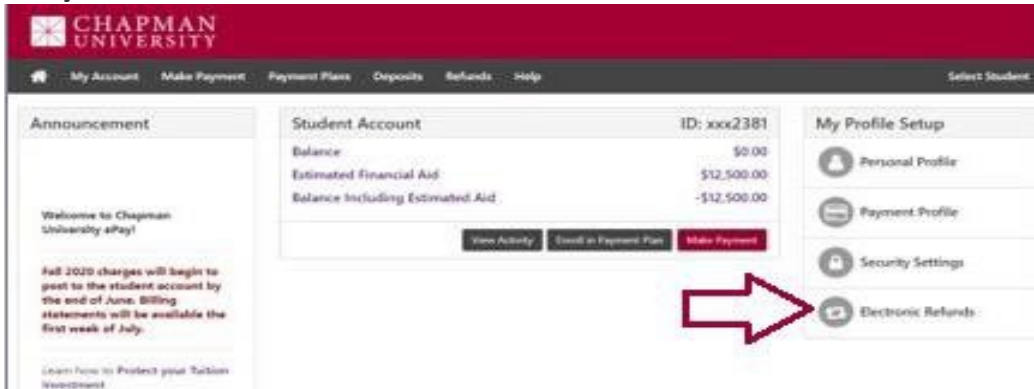 CHAPMAN
UNIVERSITY
My Account Make Payment Payment Plans Deposits Refunds Help Select Student
Announcement
Welcome to Chapman
University ePay!
Fall 2020 charges will begin to
post to the student account by
the end of June. Billing
statements will be available the
first week of July.
Learn how to Protect your Tuition
Investment
Student Account ID: xxx2381
Balance $0.00
Estimated Financial Aid $12,500.00
Balance Including Estimated Aid -$12,500.00
View Activity Enroll in Payment Plan Make Payment
My Profile Setup
Personal Profile
Payment Profile
Security Settings
Electronic Refunds